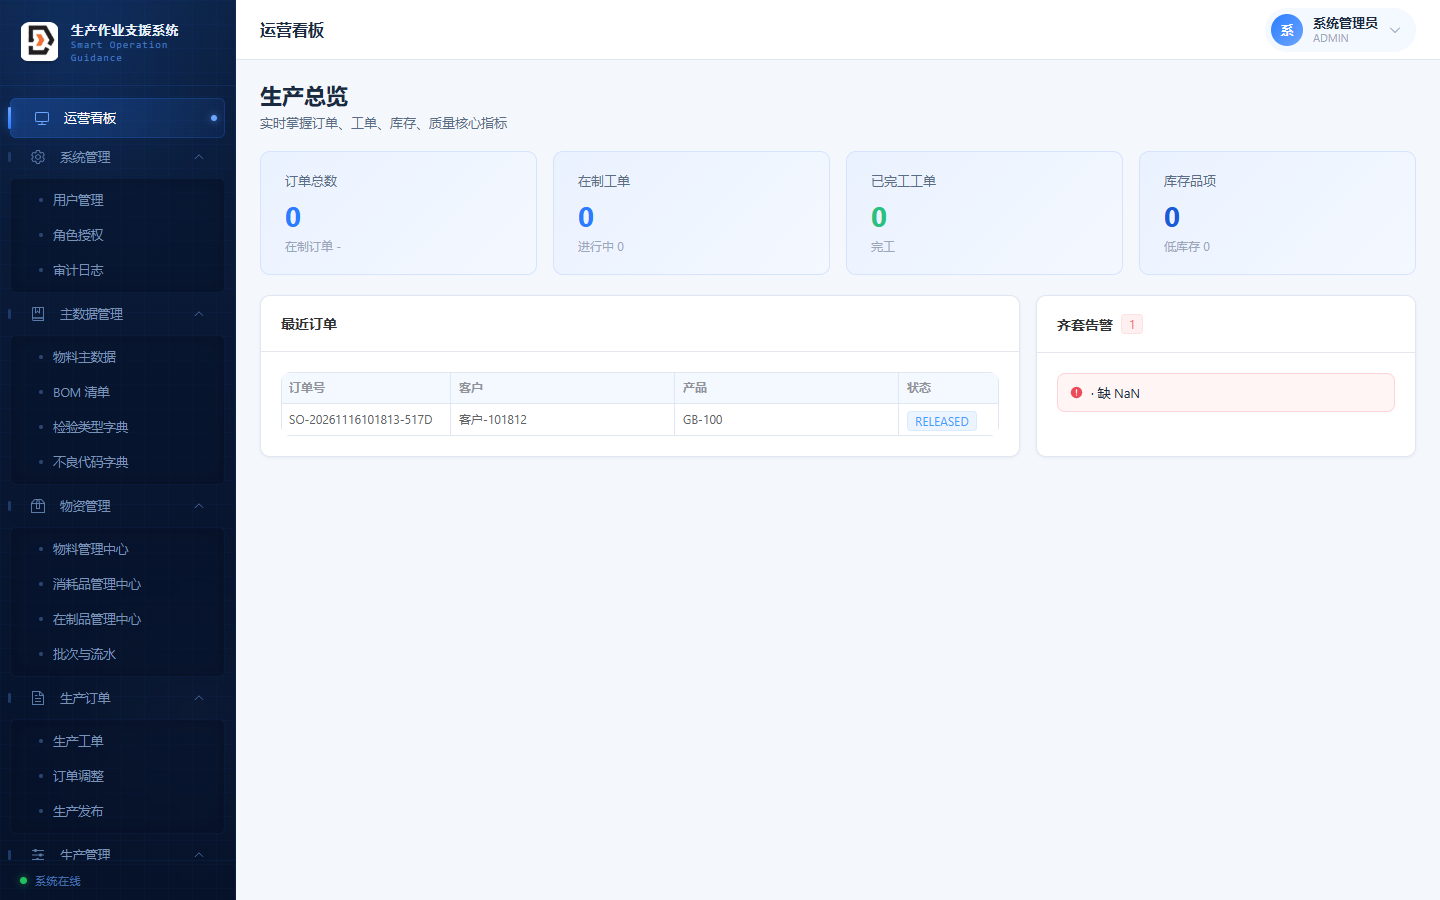 生产作业支援系统
Smart Operation
Guidance
运营看板
系统管理
用户管理
角色授权
审计日志
主数据管理
物料主数据
BOM 清单
检验类型字典
不良代码字典
物资管理
物料管理中心
消耗品管理中心
在制品管理中心
批次与流水
生产订单
生产工单
订单调整
生产发布
生产管理
系统在线
运营看板
系
系统管理员
ADMIN
生产总览
实时掌握订单、工单、库存、质量核心指标
订单总数
0
在制订单 -
在制工单
0
进行中 0
已完工工单
0
完工
库存品项
0
低库存 0
最近订单
订单号 客户 产品 状态
SO-20261116101813-517D 客户-101812 GB-100 RELEASED
齐套告警 1
· 缺 NaN